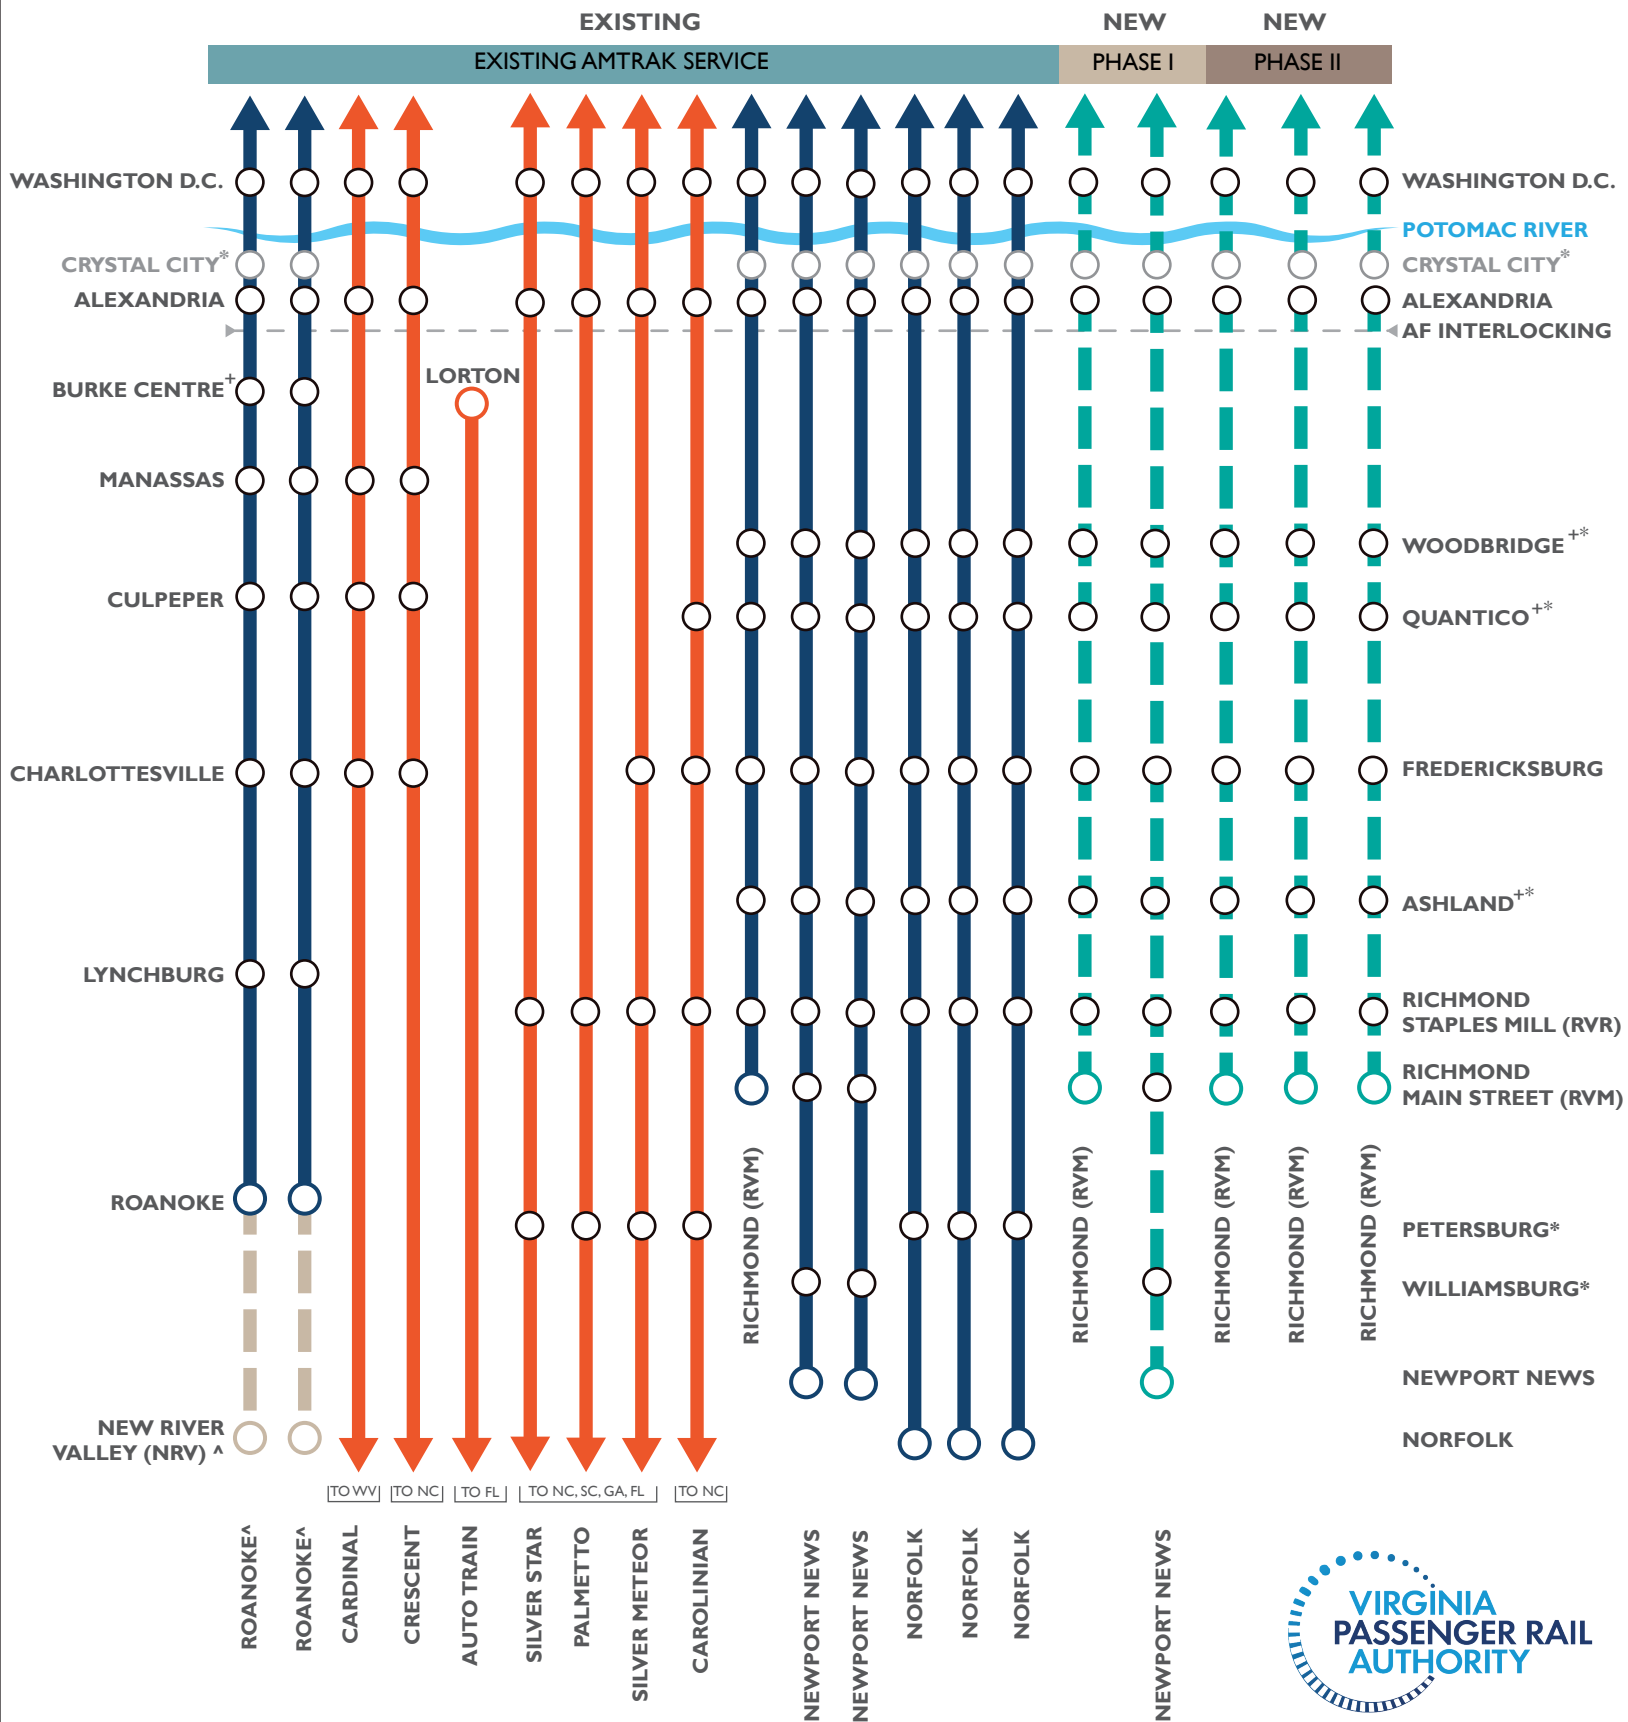 EXISTING NEW NEW
EXISTING AMTRAK SERVICE PHASE I PHASE II
WASHINGTON D.C. WASHINGTON D.C.
POTOMAC RIVER
CRYSTAL CITY* CRYSTAL CITY*
ALEXANDRIA ALEXANDRIA
AF INTERLOCKING
BURKE CENTRE+
LORTON
MANASSAS
WOODBRIDGE+*
CULPEPER
QUANTICO+*
CHARLOTTESVILLE FREDERICKSBURG
ASHLAND+*
LYNCHBURG
RICHMOND
STAPLES MILL (RVR)
RICHMOND
MAIN STREET (RVM)
RICHMOND (RVM)
RICHMOND (RVM)
RICHMOND (RVM)
RICHMOND (RVM)
RICHMOND (RVM)
ROANOKE
PETERSBURG*
WILLIAMSBURG*
NEWPORT NEWS
NEW RIVER
VALLEY (NRV) ^
NORFOLK
TO WV TO NC TO FL TO NC, SC, GA, FL TO NC
ROANOKE^
ROANOKE^
CARDINAL
CRESCENT
AUTO TRAIN
SILVER STAR
PALMETTO
SILVER METEOR
CAROLINIAN
NEWPORT NEWS
NEWPORT NEWS
NORFOLK
NORFOLK
NORFOLK
NEWPORT NEWS
VIRGINIA
PASSENGER RAIL
AUTHORITY